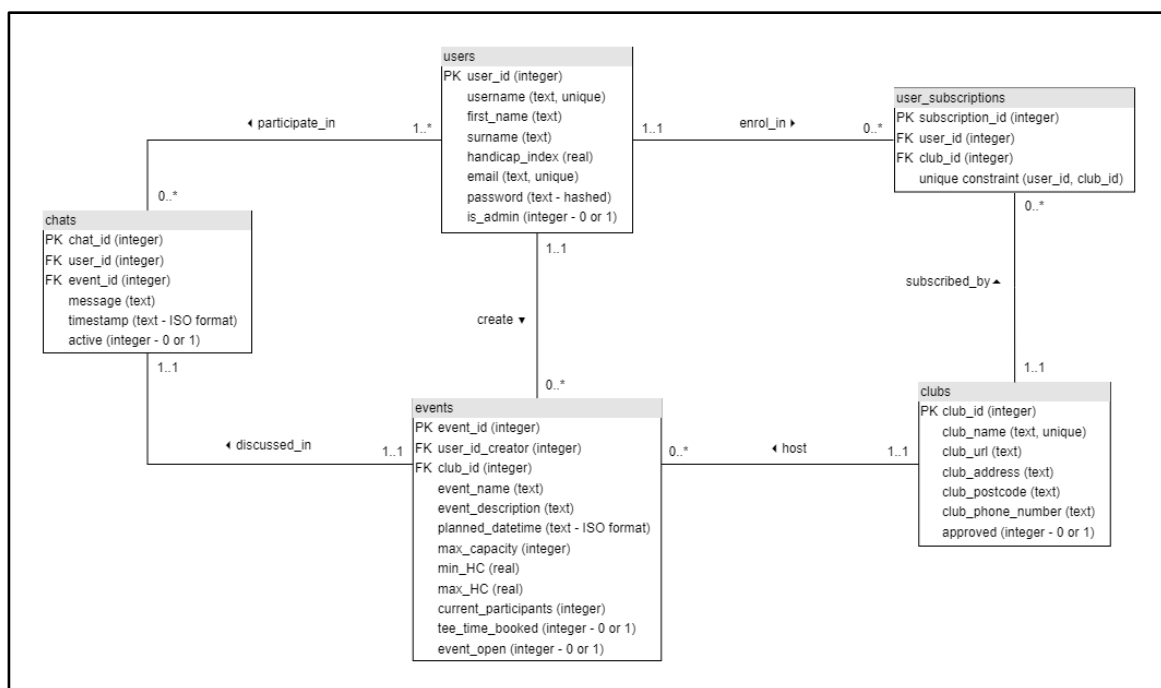 users
PK user_id (integer)
username (text, unique)
first_name (text)
surname (text)
handicap_index (real)
email (text, unique)
password (text - hashed)
is_admin (integer - 0 or 1)
◂ participate_in
1..*
0..*
1..1
enrol_in ▸
0..*
user_subscriptions
PK subscription_id (integer)
FK user_id (integer)
FK club_id (integer)
unique constraint (user_id, club_id)
chats
PK chat_id (integer)
FK user_id (integer)
FK event_id (integer)
message (text)
timestamp (text - ISO format)
active (integer - 0 or 1)
1..1
create ▾
0..*
0..*
subscribed_by ▴
1..1
1..1
◂ discussed_in
1..1
events
PK event_id (integer)
FK user_id_creator (integer)
FK club_id (integer)
event_name (text)
event_description (text)
planned_datetime (text - ISO format)
max_capacity (integer)
min_HC (real)
max_HC (real)
current_participants (integer)
tee_time_booked (integer - 0 or 1)
event_open (integer - 0 or 1)
0..*
◂ host
1..1
clubs
PK club_id (integer)
club_name (text, unique)
club_url (text)
club_address (text)
club_postcode (text)
club_phone_number (text)
approved (integer - 0 or 1)